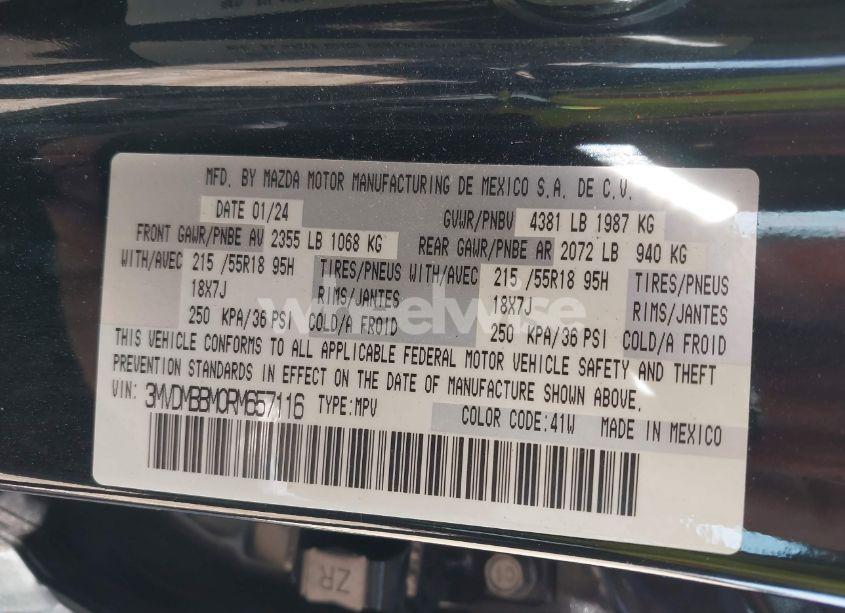 MFD. BY MAZDA MOTOR MANUFACTURING DE MEXICO S.A. DE C.V.
DATE 01/24 GVWR/PNBV 4381 LB 1987 KG
FRONT GAWR/PNBE AV 2355 LB 1068 KG REAR GAWR/PNBE AR 2072 LB 940 KG
WITH/AVEC 215 /55R18 95H TIRES/PNEUS WITH/AVEC 215 /55R18 95H TIRES/PNEUS
18X7J RIMS/JANTES 18X7J RIMS/JANTES
250 KPA/36 PSI COLD/A FROID 250 KPA/36 PSI COLD/A FROID
wreelwise
THIS VEHICLE CONFORMS TO ALL APPLICABLE FEDERAL MOTOR VEHICLE SAFETY AND THEFT
PREVENTION STANDARDS IN EFFECT ON THE DATE OF MANUFACTURE SHOWN ABOVE.
VIN: 3MVDMBBM0RM657116 TYPE:MPV
COLOR CODE:41W MADE IN MEXICO
ZR